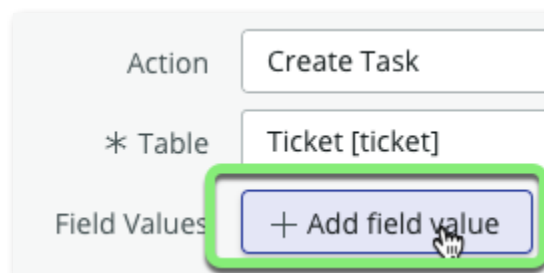 Action Create Task
* Table Ticket [ticket]
Field Values + Add field value